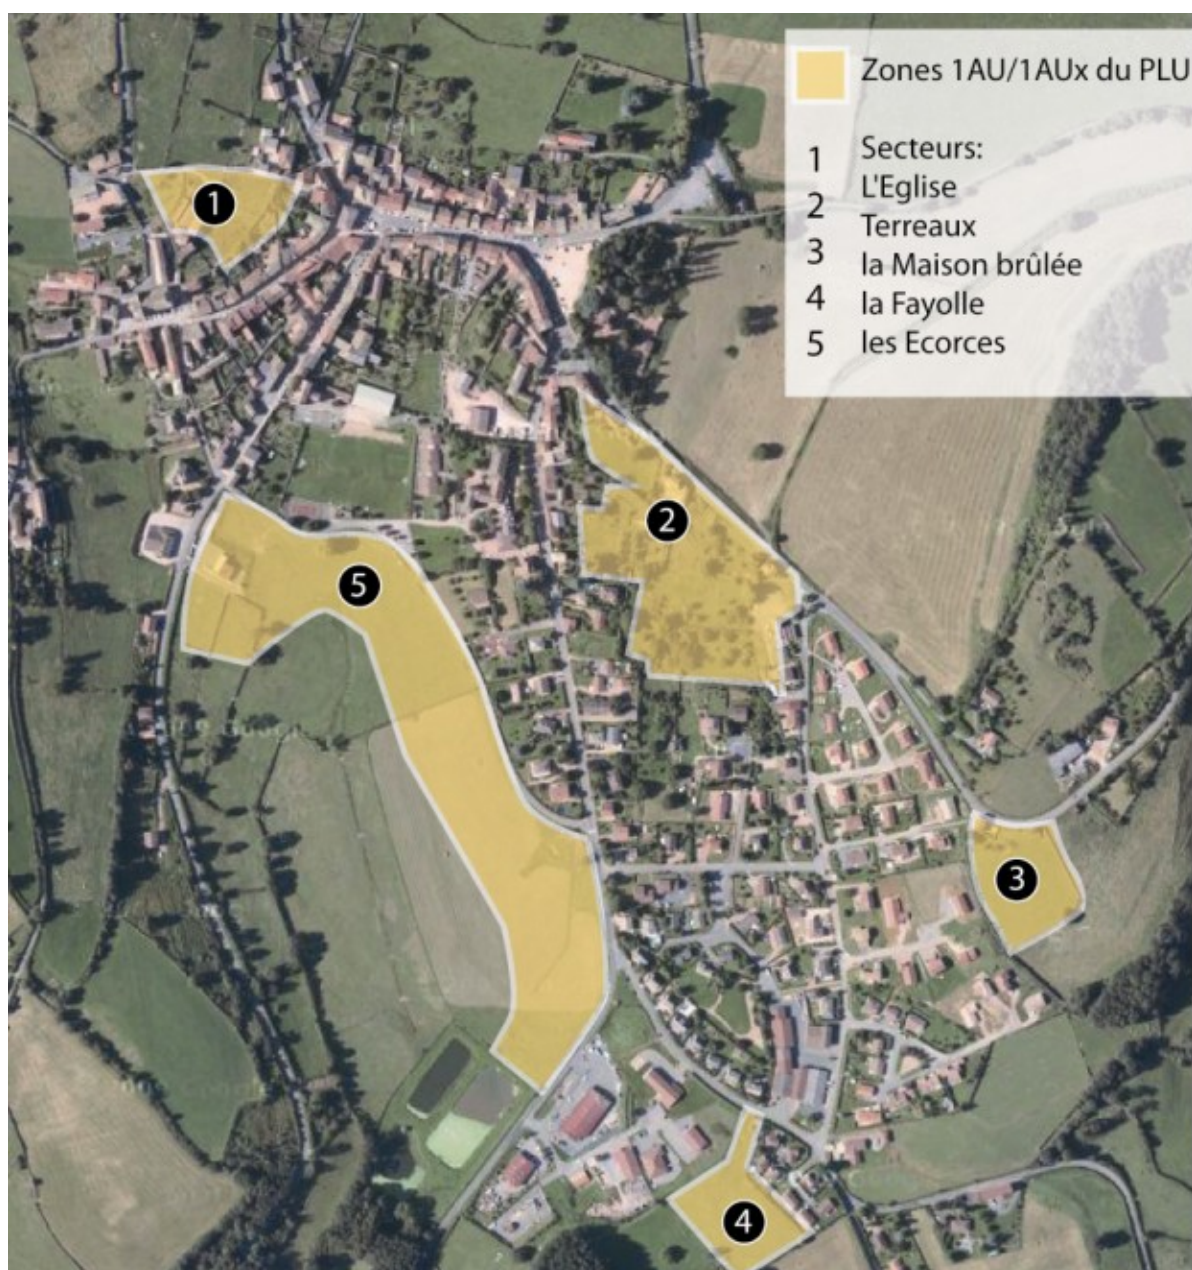 Zones 1AU/1AUx du PLU
Secteurs:
1 L'Eglise
2 Terreaux
3 la Maison brûlée
4 la Fayolle
5 les Ecorces
1
2
5
3
4